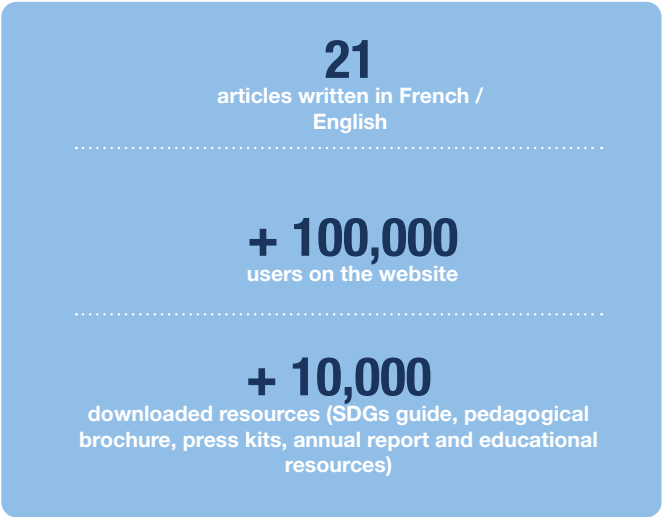 21
articles written in French /
English
+ 100,000
users on the website
+ 10,000
downloaded resources (SDGs guide, pedagogical
brochure, press kits, annual report and educational
resources)